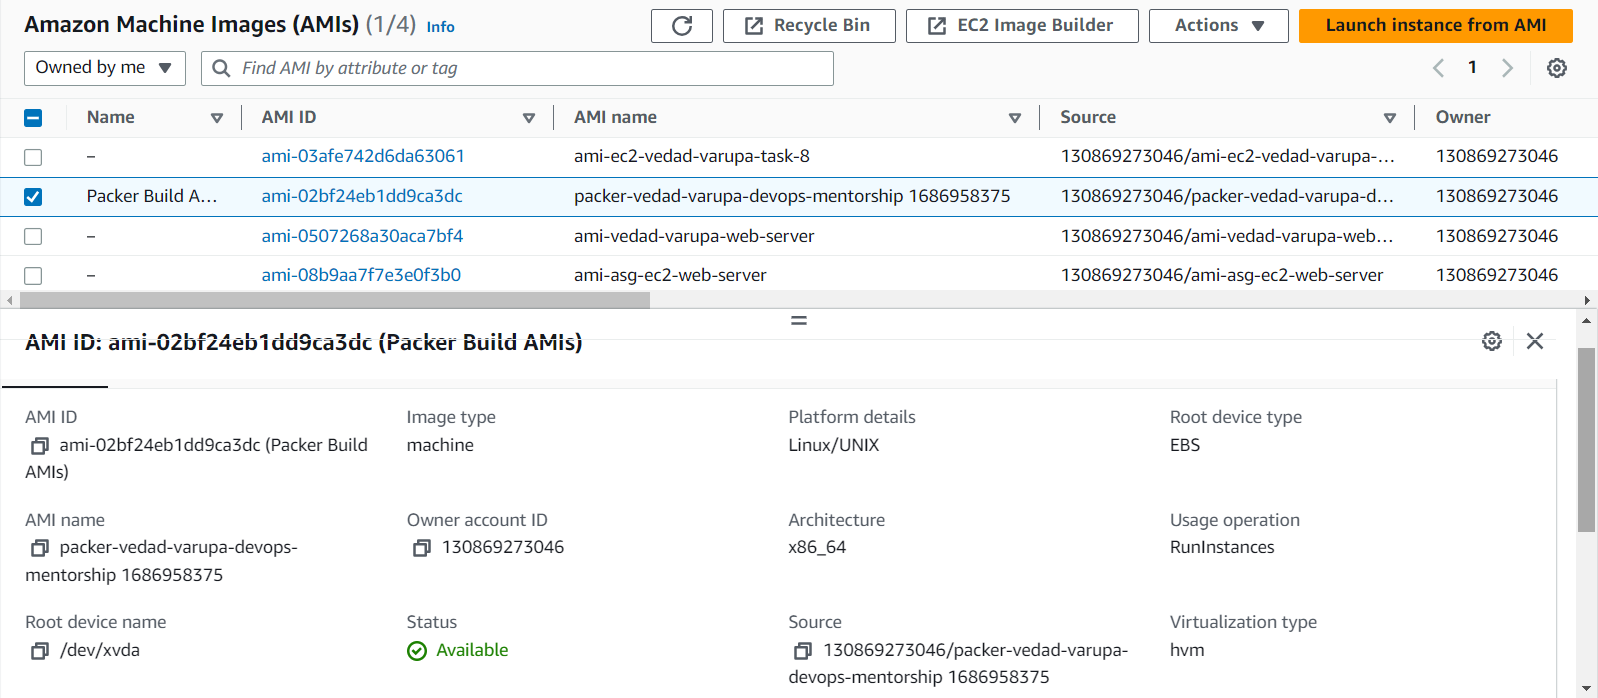 Amazon Machine Images (AMIs) (1/4) Info
Recycle Bin
EC2 Image Builder
Actions
Launch instance from AMI
Owned by me
Find AMI by attribute or tag
1
Name AMI ID AMI name Source Owner
– ami-03afe742d6da63061 ami-ec2-vedad-varupa-task-8 130869273046/ami-ec2-vedad-varupa-... 130869273046
Packer Build A... ami-02bf24eb1dd9ca3dc packer-vedad-varupa-devops-mentorship 1686958375 130869273046/packer-vedad-varupa-d... 130869273046
– ami-0507268a30aca7bf4 ami-vedad-varupa-web-server 130869273046/ami-vedad-varupa-web... 130869273046
– ami-08b9aa7f7e3e0f3b0 ami-asg-ec2-web-server 130869273046/ami-asg-ec2-web-server 130869273046
AMI ID: ami-02bf24eb1dd9ca3dc (Packer Build AMIs)
AMI ID
ami-02bf24eb1dd9ca3dc (Packer Build
AMIs)
Image type
machine
Platform details
Linux/UNIX
Root device type
EBS
AMI name
packer-vedad-varupa-devops-
mentorship 1686958375
Owner account ID
130869273046
Architecture
x86_64
Usage operation
RunInstances
Root device name
/dev/xvda
Status
Available
Source
130869273046/packer-vedad-varupa-
devops-mentorship 1686958375
Virtualization type
hvm